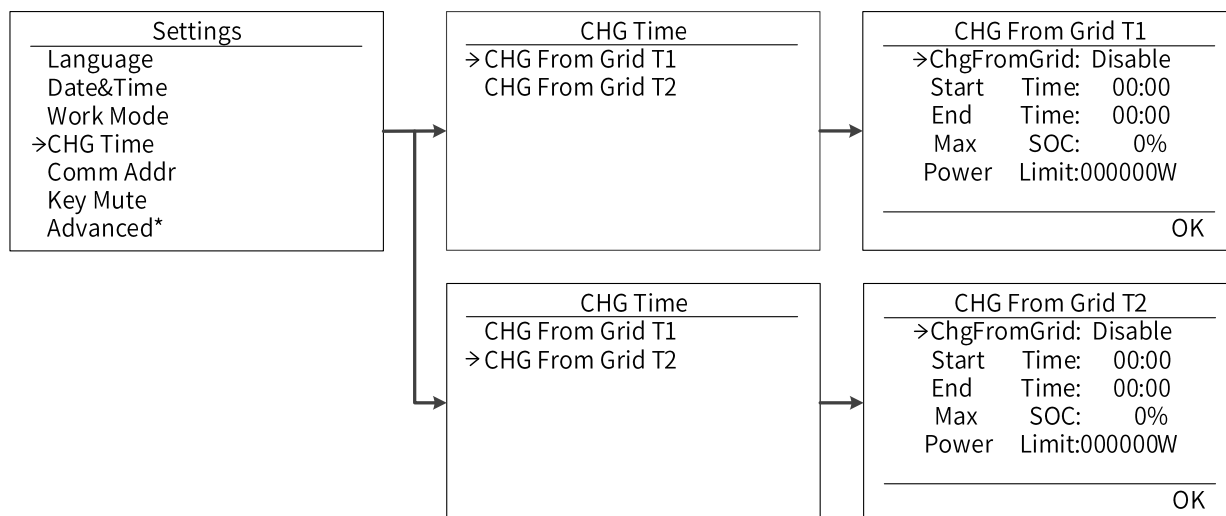 Settings
Language
Date&Time
Work Mode
→CHG Time
Comm Addr
Key Mute
Advanced*
CHG Time
→CHG From Grid T1
CHG From Grid T2
CHG From Grid T1
→ChgFromGrid: Disable
Start Time: 00:00
End Time: 00:00
Max SOC: 0%
Power Limit:000000W
OK
CHG Time
CHG From Grid T1
→CHG From Grid T2
CHG From Grid T2
→ChgFromGrid: Disable
Start Time: 00:00
End Time: 00:00
Max SOC: 0%
Power Limit:000000W
OK